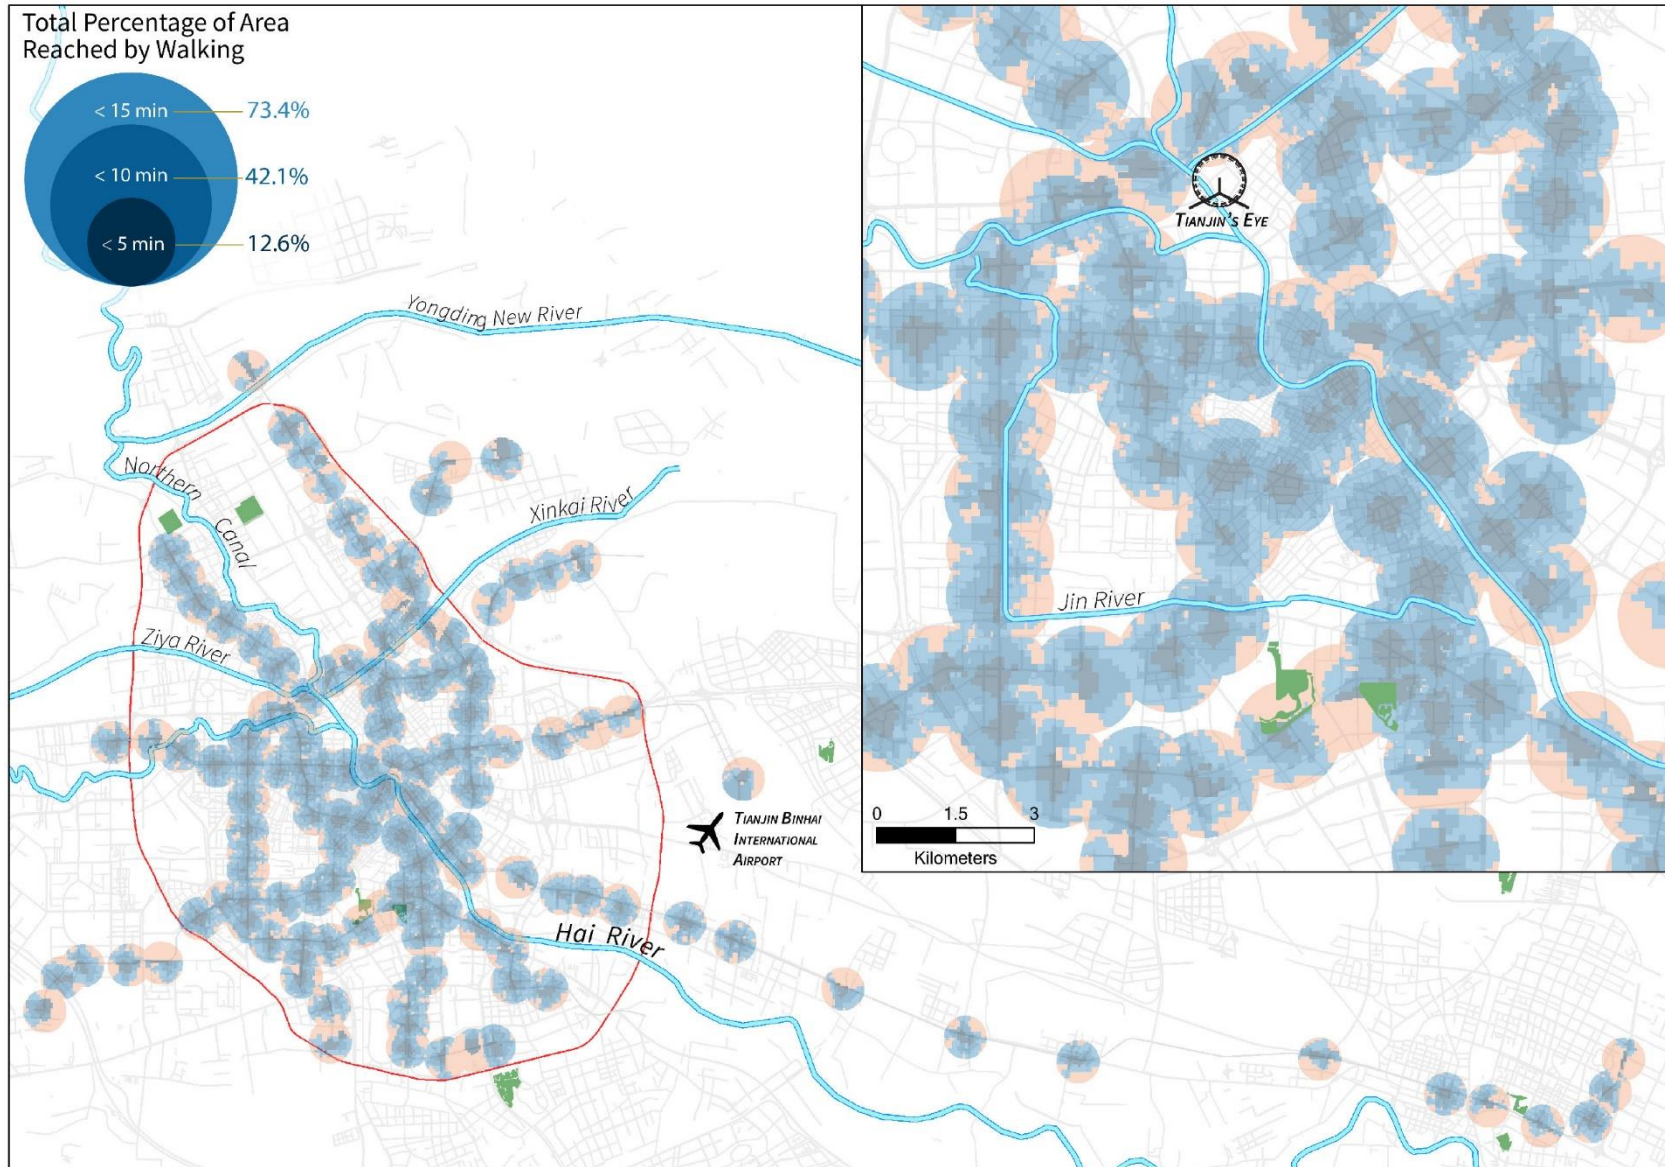 Total Percentage of Area
Reached by Walking
< 15 min
73.4%
< 10 min
42.1%
< 5 min
12.6%
Yongding New River
Northern
Canal
Xinkai River
Ziya River
TIANJIN BINHAI
INTERNATIONAL
AIRPORT
Hai River
TIANJIN'S EYE
Jin River
0 1.5 3
Kilometers